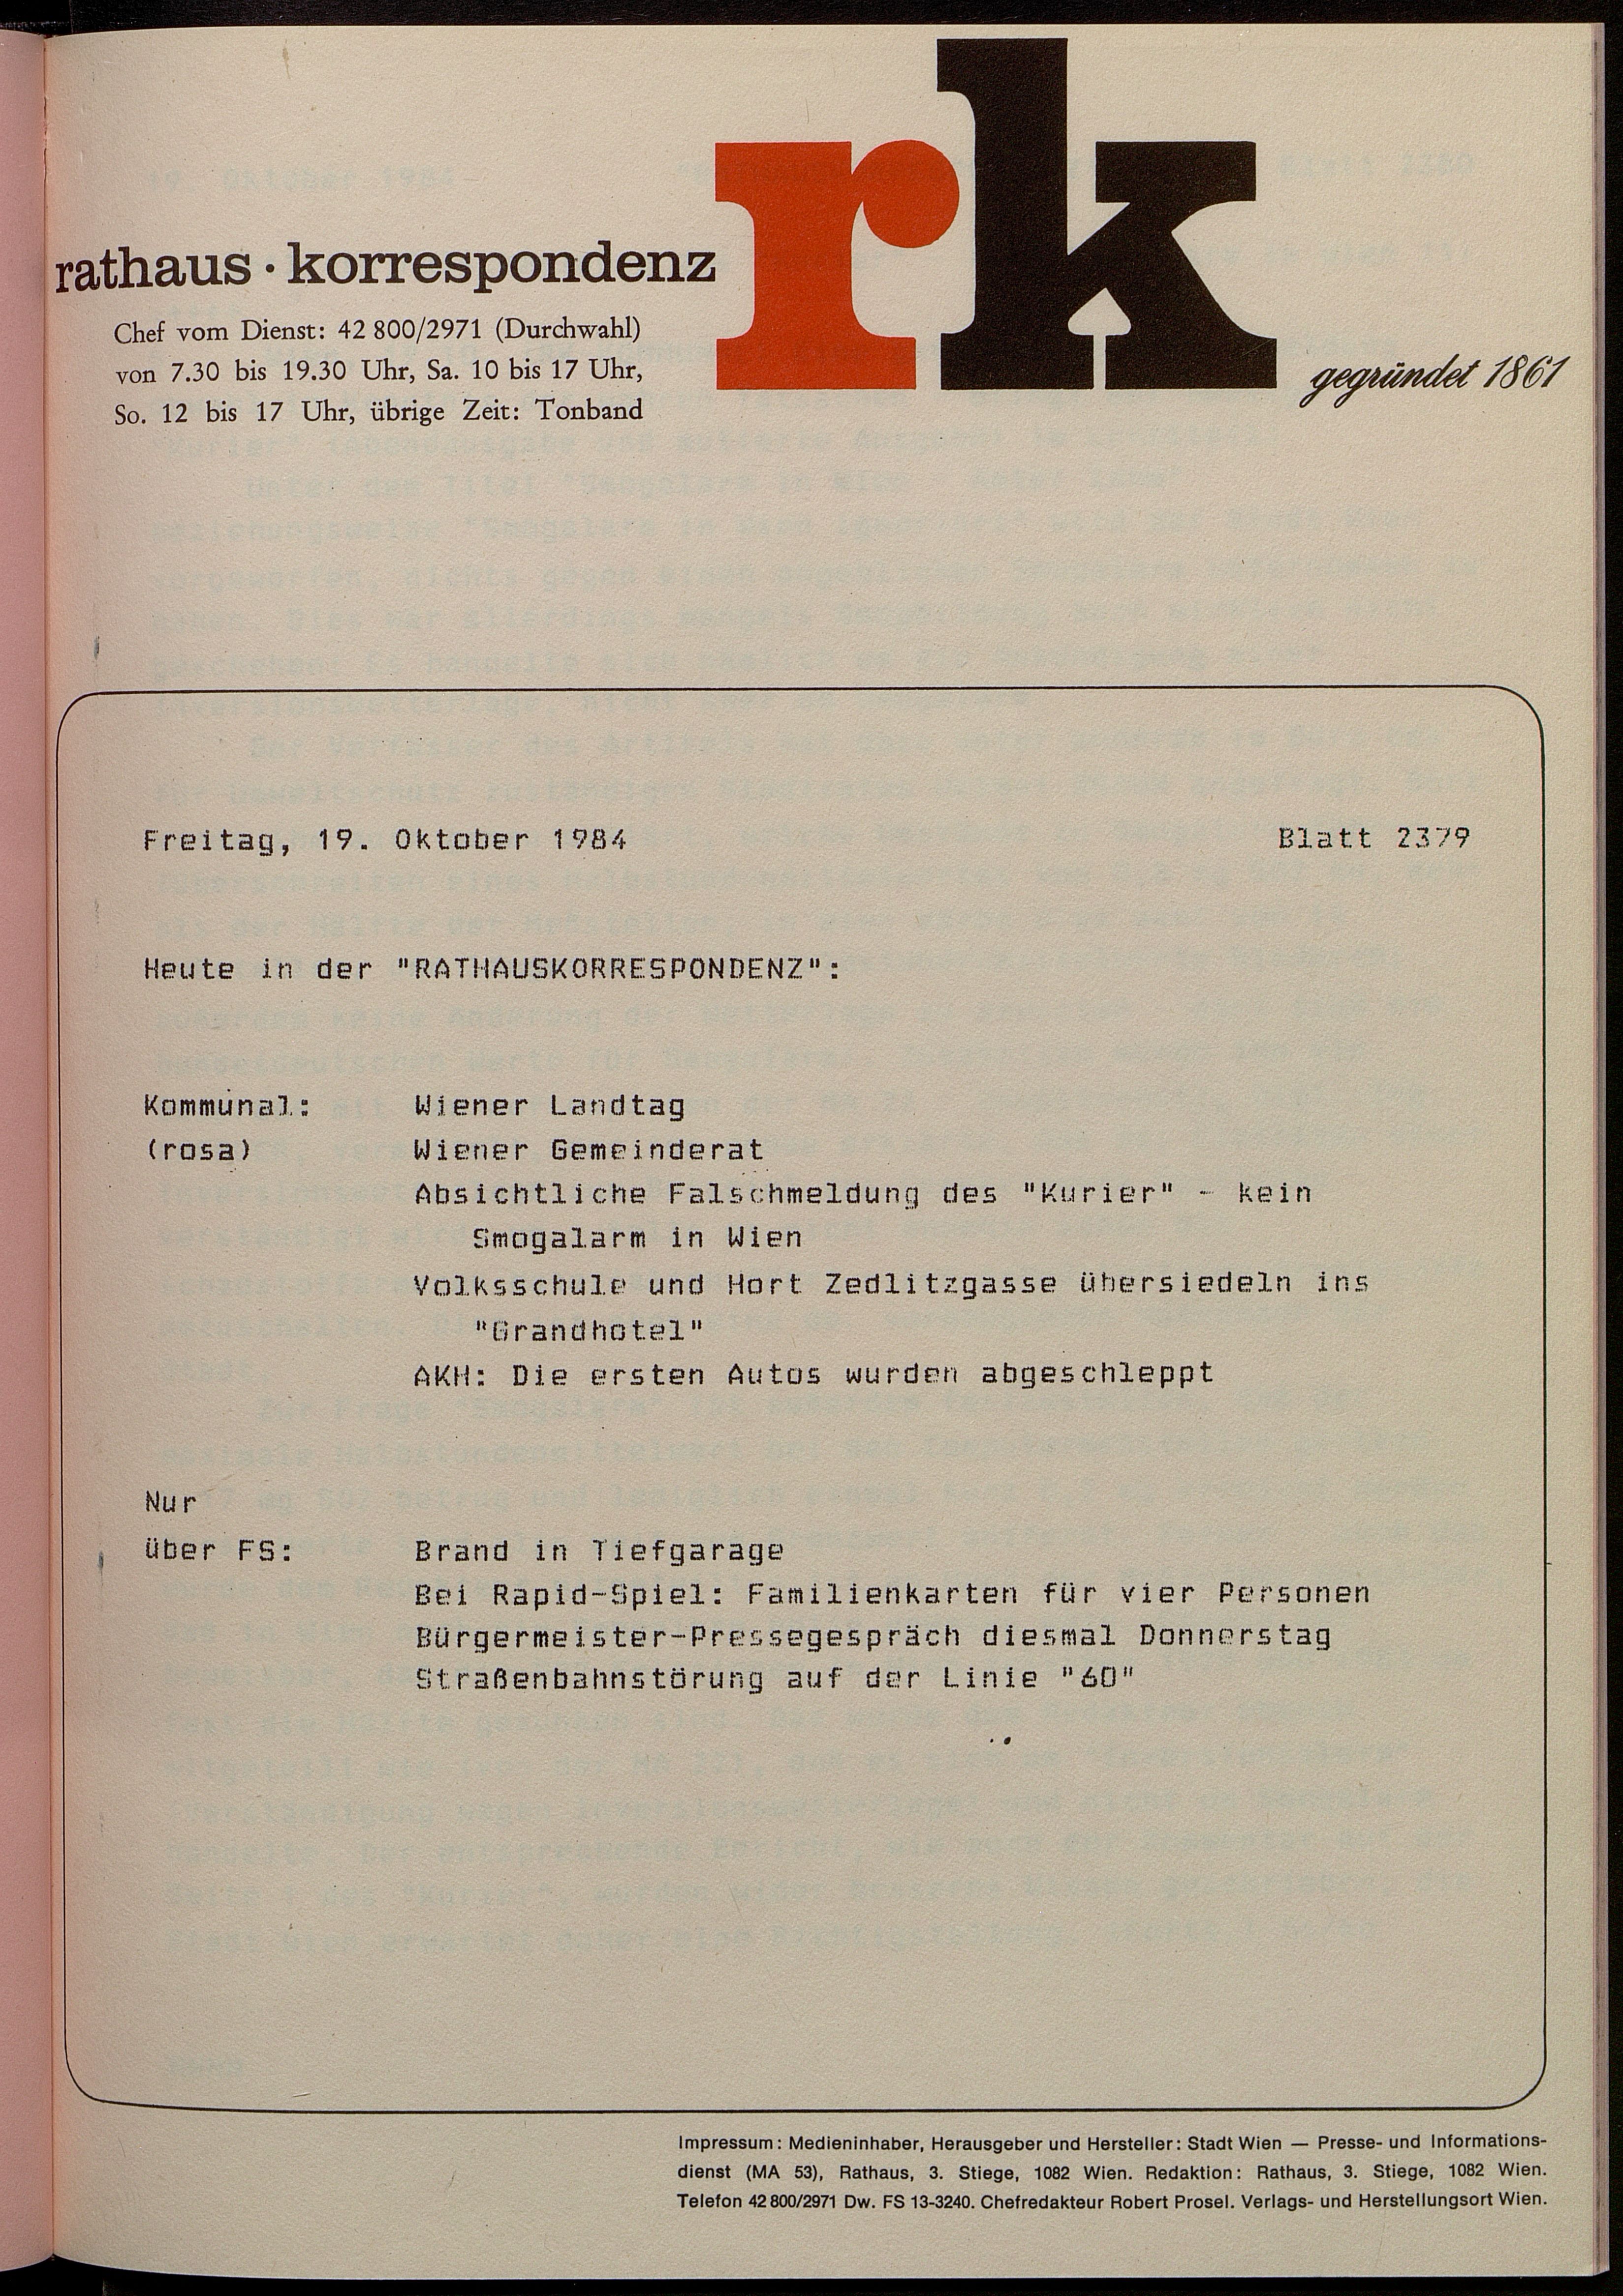 rk
rathaus · korrespondenz
Chef vom Dienst: 42 800/2971 (Durchwahl)
von 7.30 bis 19.30 Uhr, Sa. 10 bis 17 Uhr,
So. 12 bis 17 Uhr, übrige Zeit: Tonband
gegründet 1861
Freitag, 19. Oktober 1984 Blatt 2379
Heute in der "RATHAUSKORRESPONDENZ":
Kommunal: Wiener Landtag
(rosa) Wiener Gemeinderat
Absichtliche Falschmeldung des "Kurier" - kein
Smogalarm in Wien
Volksschule und Hort Zedlitzgasse übersiedeln ins
"Grandhotel"
AKH: Die ersten Autos wurden abgeschleppt
Nur
über FS: Brand in Tiefgarage
Bei Rapid-Spiel: Familienkarten für vier Personen
Bürgermeister-Pressegespräch diesmal Donnerstag
Straßenbahnstörung auf der Linie "60"
Impressum: Medieninhaber, Herausgeber und Hersteller: Stadt Wien — Presse- und Informations-
dienst (MA 53), Rathaus, 3. Stiege, 1082 Wien. Redaktion: Rathaus, 3. Stiege, 1082 Wien.
Telefon 42 800/2971 Dw. FS 13-3240. Chefredakteur Robert Prosel. Verlags- und Herstellungsort Wien.